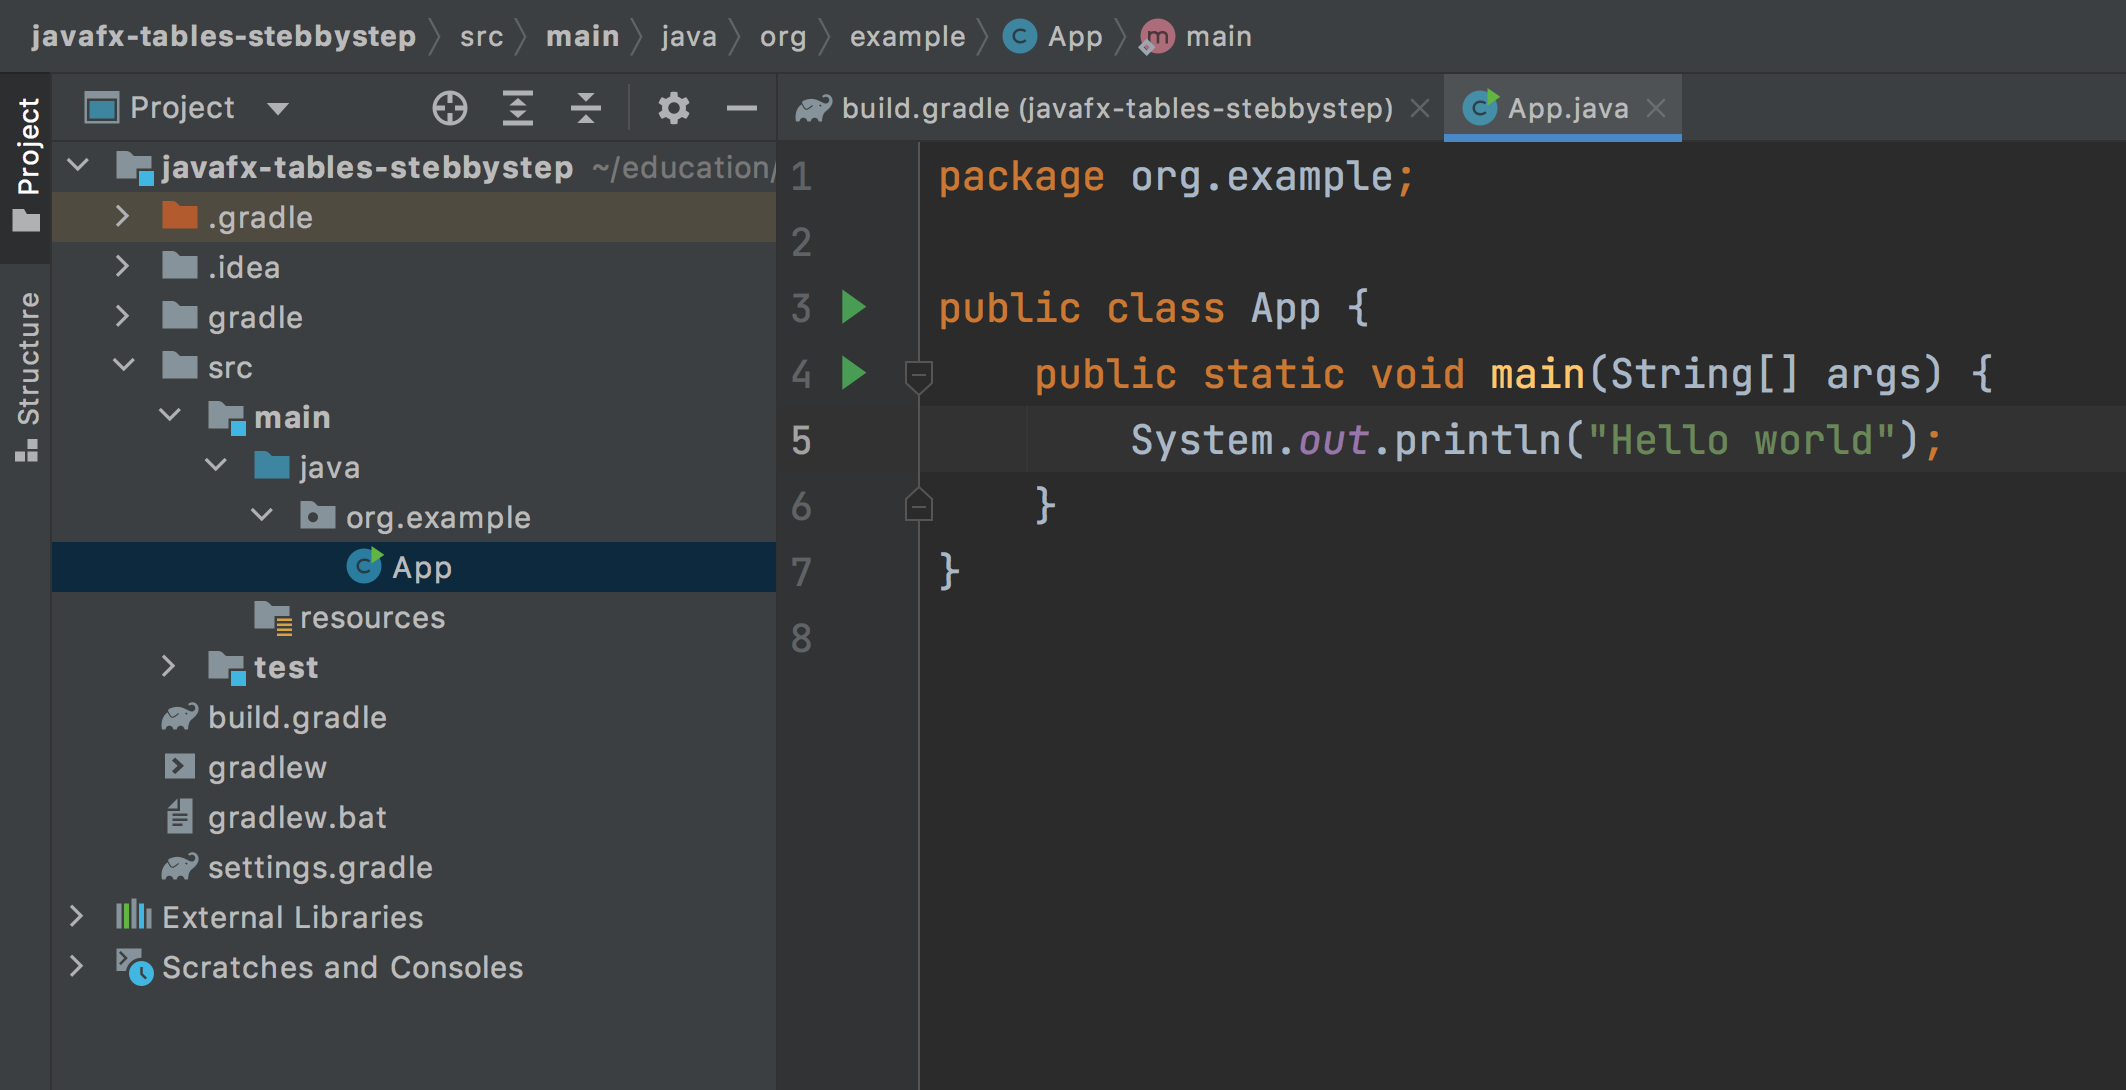 javafx-tables-stebbystep src main java org example App main
Project
build.gradle (javafx-tables-stebbystep)
App.java
Project
Structure
javafx-tables-stebbystep ~/education/
.gradle
.idea
gradle
src
main
java
org.example
App
resources
test
build.gradle
gradlew
gradlew.bat
settings.gradle
External Libraries
Scratches and Consoles
1 package org.example;
2
3 public class App {
4 public static void main(String[] args) {
5 System.out.println("Hello world");
6 }
7 }
8